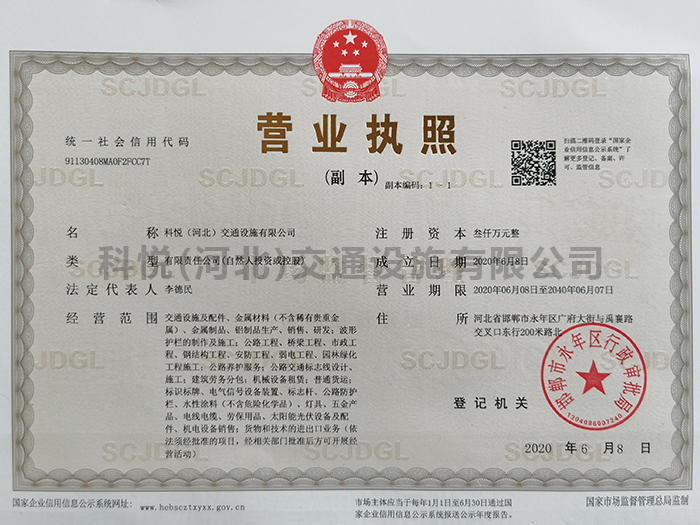 SCJDGL SCJDGL SCJDGL
营业执照
(副 本)
副本编码：1 - 1
统一社会信用代码
91130408MA0F2FCC7T
扫描二维码登录“国家企
业信用信息公示系统”了
解更多登记、备案、许
可、监管信息
名 称 科悦（河北）交通设施有限公司
类 型 有限责任公司(自然人投资或控股)
法定代表人 李德民
经营范围 交通设施及配件、金属材料（不含稀有贵重金
属）、金属制品、铝制品生产、销售、研发；波形
护栏的制作及施工；公路工程、桥梁工程、市政工
程、钢结构工程、安防工程、弱电工程、园林绿化
工程施工；公路养护服务；公路交通标志线设计、
施工；建筑劳务分包；机械设备租赁；普通货运；
标识标牌、电气信号设备装置、标志杆、公路防护
栏、水性涂料（不含危险化学品）、灯具、五金产
品、电线电缆、劳保用品、太阳能光伏设备及配
件、机电设备销售；货物和技术的进出口业务（依
法须经批准的项目，经相关部门批准后方可开展经
营活动）
注册资本 叁仟万元整
成立日期 2020年6月8日
2020年06月08日至2040年06月07日
住 所 河北省邯郸市永年区广府大街与禹襄路
交叉口东行200米路北
科悦(河北)交通设施有限公司
登记机关
邯郸市永年区行政审批局
1304086007240
2020 年 6 月 8 日
国家企业信用信息公示系统网址：www.hebscztxyxx.gov.cn
市场主体应当于每年1月1日至6月30日通过国
家企业信用信息公示系统报送公示年度报告。
国家市场监督管理总局监制